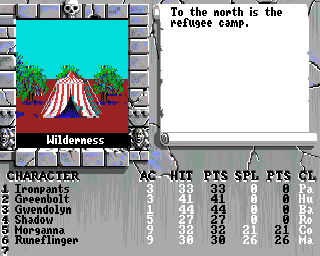 To the north is the
refugee camp.
Wilderness
CHARACTER AC HIT PTS SPL PTS CL
1 Ironpants 3 33 33 0 0 Pa
2 Greenbolt 3 41 41 0 0 Hu
3 Gwendolyn 1 44 44 0 0 Ba
4 Shadow 5 27 27 0 0 Ro
5 Morganna 9 32 32 21 21 Co
6 Runeflinger 9 30 30 26 26 Ma
7